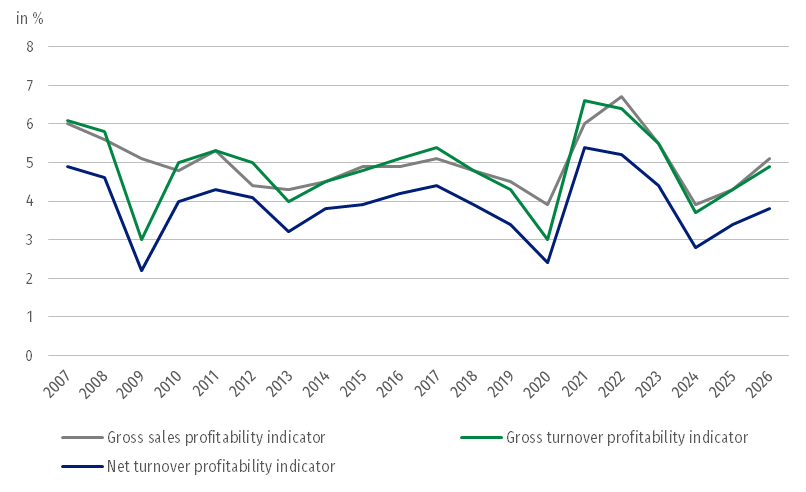 in %
8
7
6
5
4
3
2
1
0
2007 2008 2009 2010 2011 2012 2013 2014 2015 2016 2017 2018 2019 2020 2021 2022 2023 2024 2025 2026
Gross sales profitability indicator Gross turnover profitability indicator
Net turnover profitability indicator